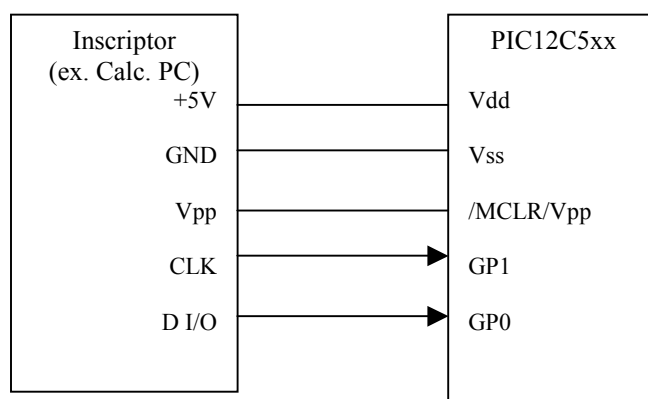 Inscriptor
(ex. Calc. PC)
+5V
GND
Vpp
CLK
D I/O
PIC12C5xx
Vdd
Vss
/MCLR/Vpp
GP1
GP0